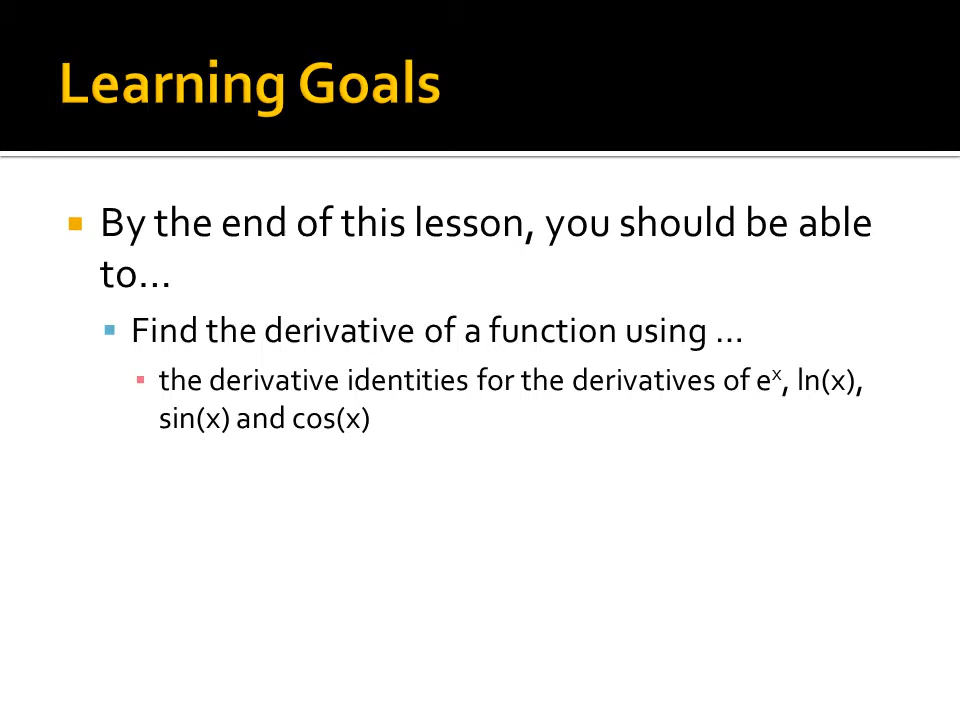 Learning Goals
By the end of this lesson, you should be able
to…
Find the derivative of a function using …
the derivative identities for the derivatives of eˣ, ln(x),
sin(x) and cos(x)